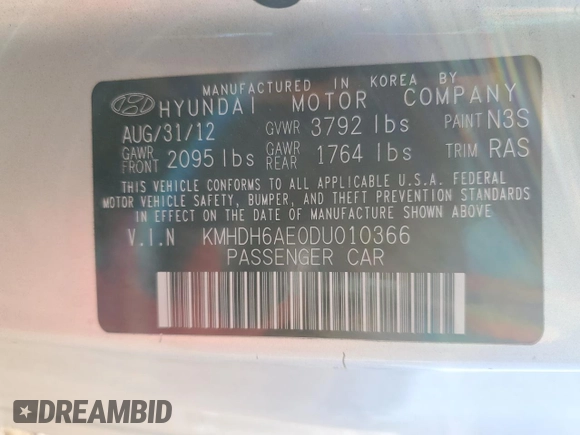 MANUFACTURED IN KOREA BY
HYUNDAI MOTOR COMPANY
AUG/31/12 GVWR 3792 lbs PAINT N3S
GAWR FRONT 2095 lbs GAWR REAR 1764 lbs TRIM RAS
THIS VEHICLE CONFORMS TO ALL APPLICABLE U.S.A. FEDERAL
MOTOR VEHICLE SAFETY, BUMPER, AND THEFT PREVENTION STANDARDS
IN EFFECT ON THE DATE OF MANUFACTURE SHOWN ABOVE
V.I.N KMHDH6AE0DU010366
PASSENGER CAR
DREAMBID